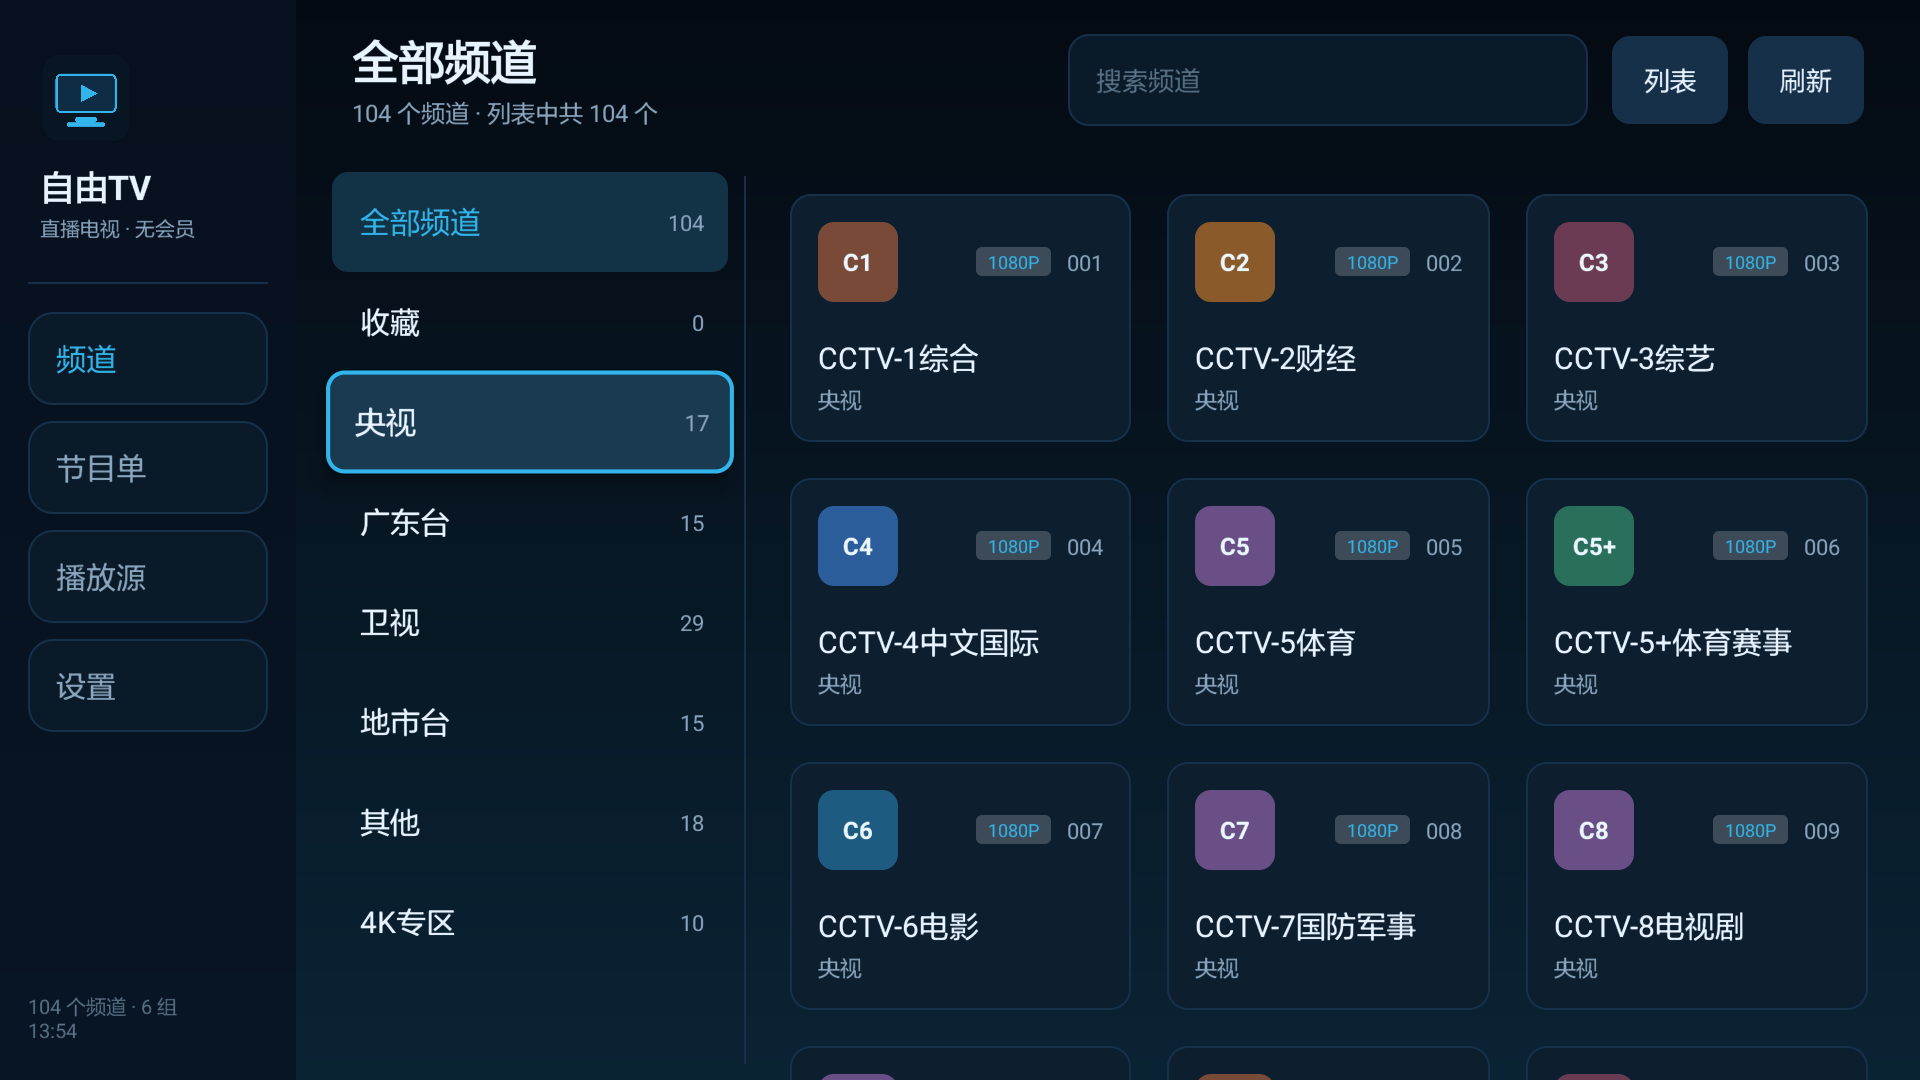 自由TV
直播电视 · 无会员
频道
节目单
播放源
设置
104 个频道 · 6 组
13:54
全部频道
104 个频道 · 列表中共 104 个
搜索频道
列表
刷新
全部频道 104
收藏 0
央视 17
广东台 15
卫视 29
地市台 15
其他 18
4K专区 10
C1 1080P 001
CCTV-1综合
央视
C2 1080P 002
CCTV-2财经
央视
C3 1080P 003
CCTV-3综艺
央视
C4 1080P 004
CCTV-4中文国际
央视
C5 1080P 005
CCTV-5体育
央视
C5+ 1080P 006
CCTV-5+体育赛事
央视
C6 1080P 007
CCTV-6电影
央视
C7 1080P 008
CCTV-7国防军事
央视
C8 1080P 009
CCTV-8电视剧
央视